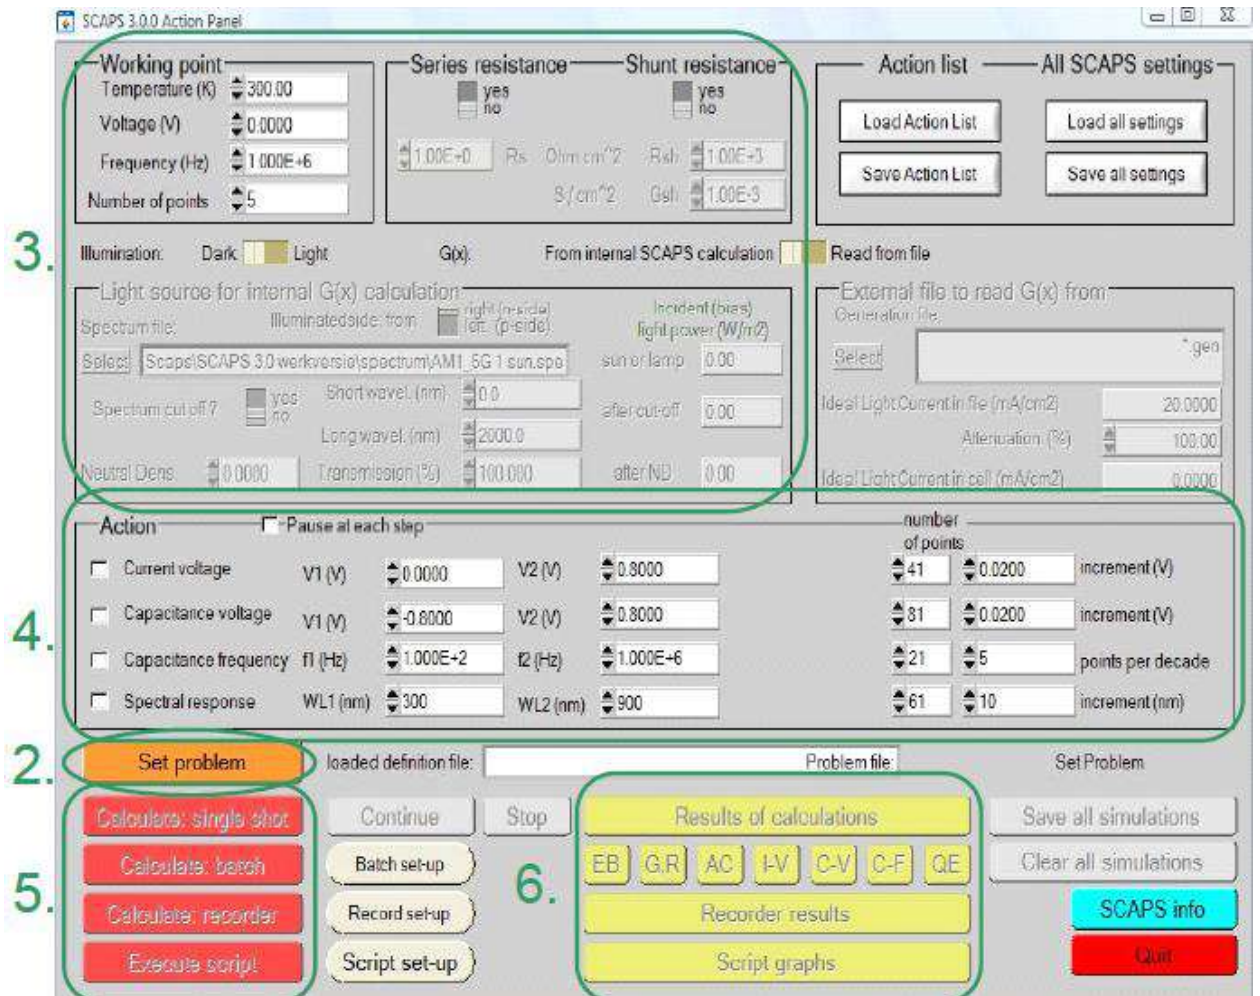 SCAPS 3.0.0 Action Panel
Working point
Temperature (K) 300.00
Voltage (V) 0.0000
Frequency (Hz) 1.000E+6
Number of points 5
Series resistance
yes
no
Shunt resistance
yes
no
1.00E+0 Rs Ohm cm^2 Rsh 1.00E+3
S / cm^2 Gsh 1.00E-3
Action list
All SCAPS settings
Load Action List
Load all settings
Save Action List
Save all settings
3.
Illumination: Dark Light G(x): From internal SCAPS calculation Read from file
Light source for internal G(x) calculation
Spectrum file:
Illuminated side: from right (n-side)
left (p-side)
Incident (bias)
light power (W/m2)
Select Scaps\SCAPS 3.0 werkversie\spectrum\AM1_5G 1 sun.spe
sun or lamp 0.00
Spectrum cut off ? yes
no
Short wavel. (nm) 0.0
after cut-off 0.00
Long wavel. (nm) 2000.0
Neutral Dens. 0.0000
Transmission (%) 100.000
after ND 0.00
External file to read G(x) from
Generation file:
Select *.gen
Ideal Light Current in file (mA/cm2) 20.0000
Attenuation (%) 100.00
Ideal Light Current in cell (mA/cm2) 0.0000
4.
Action
Pause at each step
number
of points
Current voltage V1 (V) 0.0000 V2 (V) 0.8000 41 0.0200 increment (V)
Capacitance voltage V1 (V) -0.8000 V2 (V) 0.8000 81 0.0200 increment (V)
Capacitance frequency f1 (Hz) 1.000E+2 f2 (Hz) 1.000E+6 21 5 points per decade
Spectral response WL1 (nm) 300 WL2 (nm) 900 61 10 increment (nm)
2.
Set problem
loaded definition file:
Problem file:
Set Problem
5.
Calculate: single shot
Calculate: batch
Calculate: recorder
Execute script
Continue
Stop
Batch set-up
Record set-up
Script set-up
6.
Results of calculations
EB G,R AC I-V C-V C-F QE
Recorder results
Script graphs
Save all simulations
Clear all simulations
SCAPS info
Quit